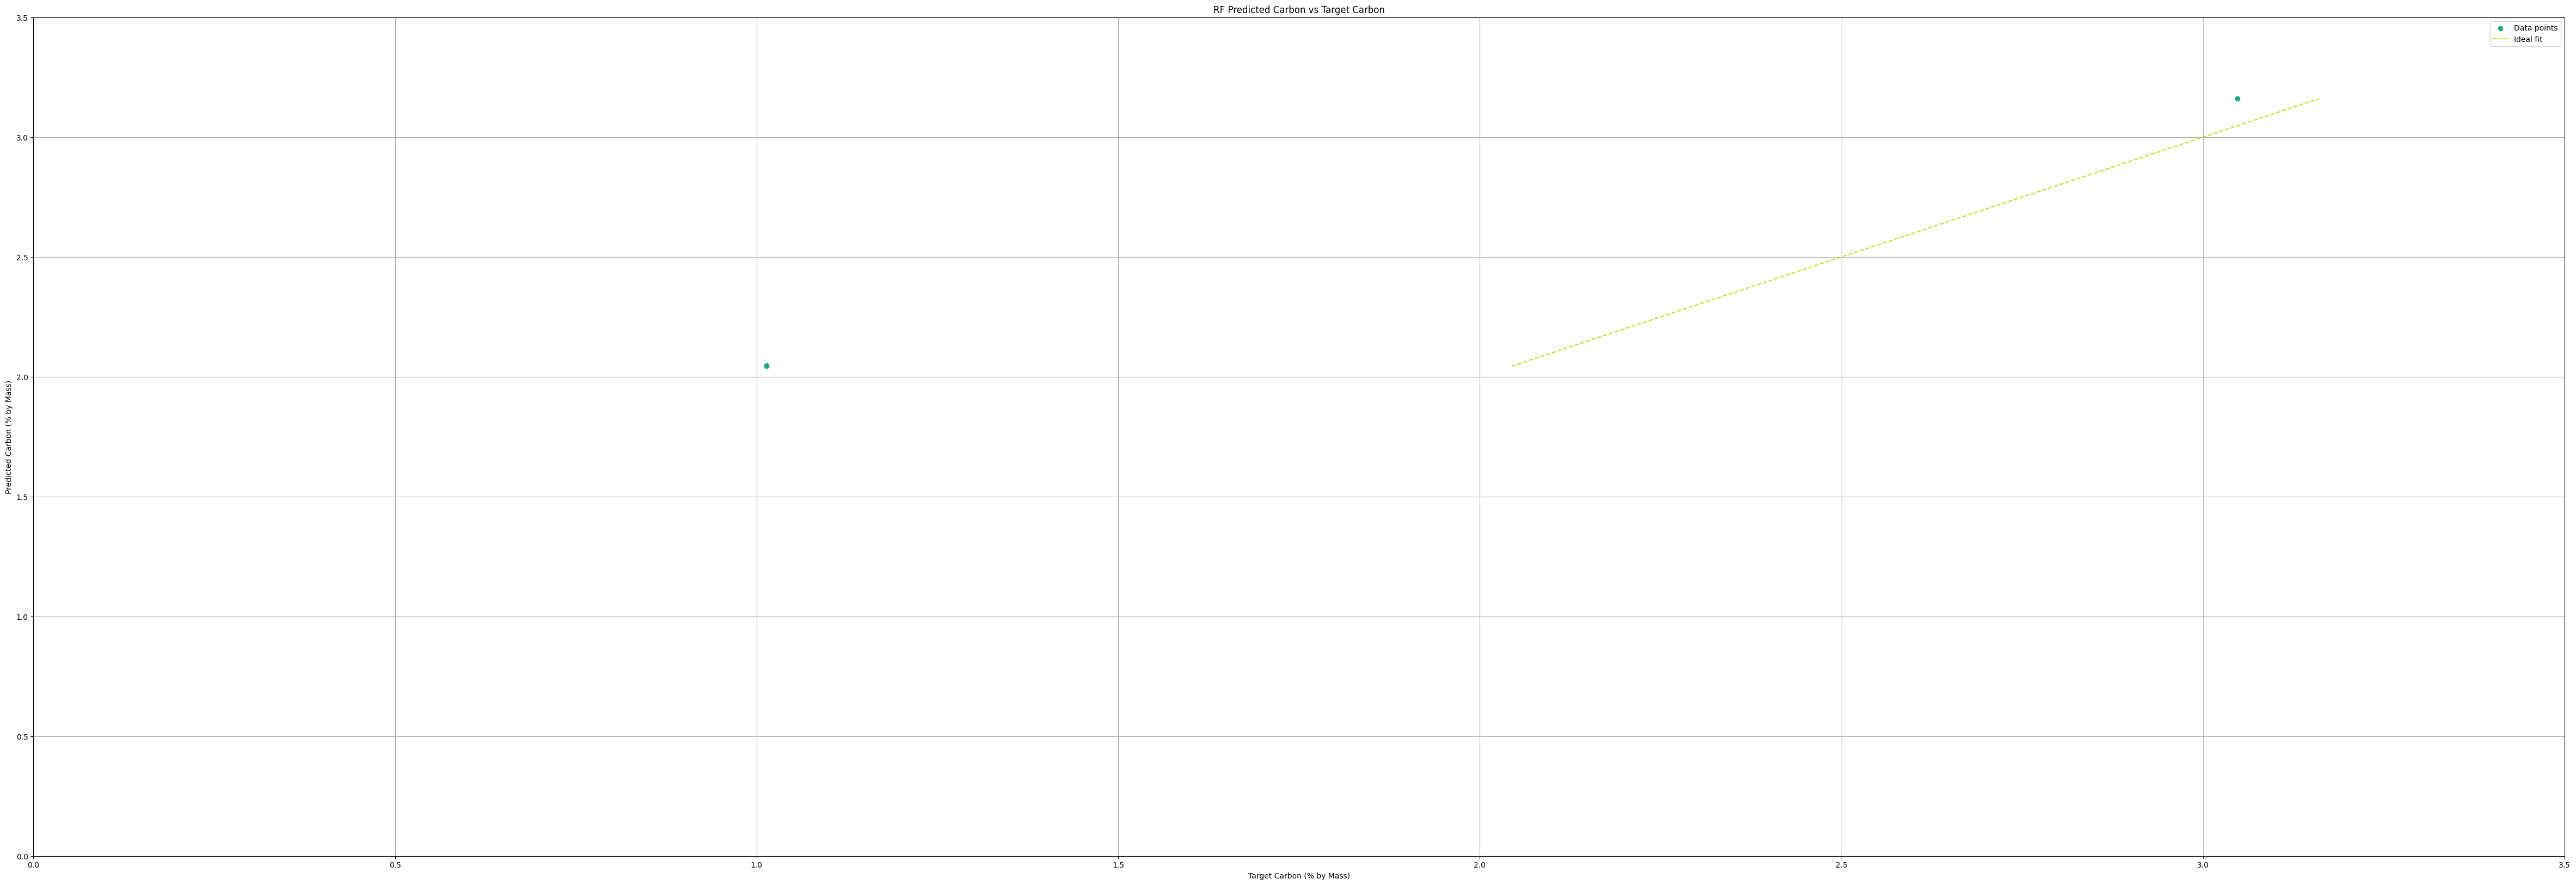 RF Predicted Carbon vs Target Carbon
Data points
Ideal fit
3.5
3.0
2.5
2.0
1.5
1.0
0.5
0.0
Predicted Carbon (% by Mass)
0.0 0.5 1.0 1.5 2.0 2.5 3.0 3.5
Target Carbon (% by Mass)